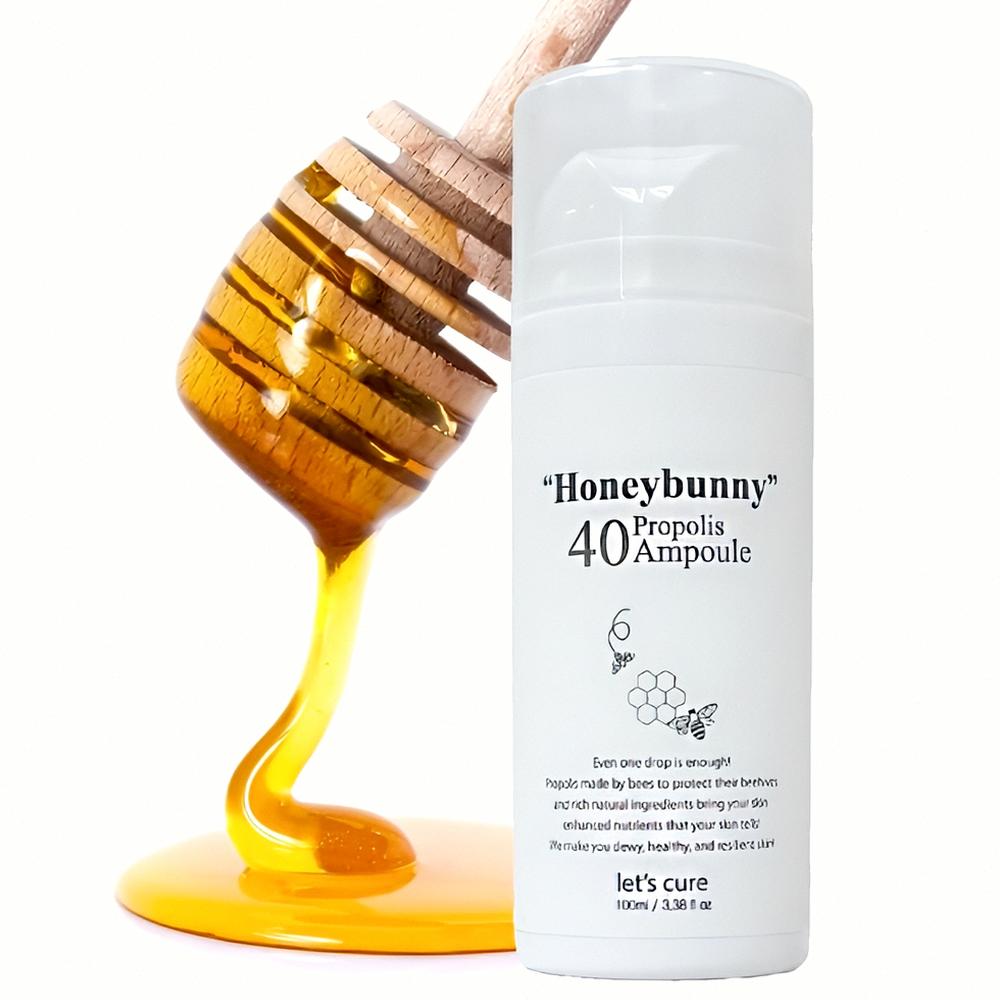 “Honeybunny”
40 Propolis
Ampoule
Even one drop is enough!
Propolis made by bees to protect their beehives
and rich natural ingredients bring your skin
enhanced nutrients that your skin
We make you dewy, healthy, and resilient skin!
let's cure
100ml / 3.38 fl oz